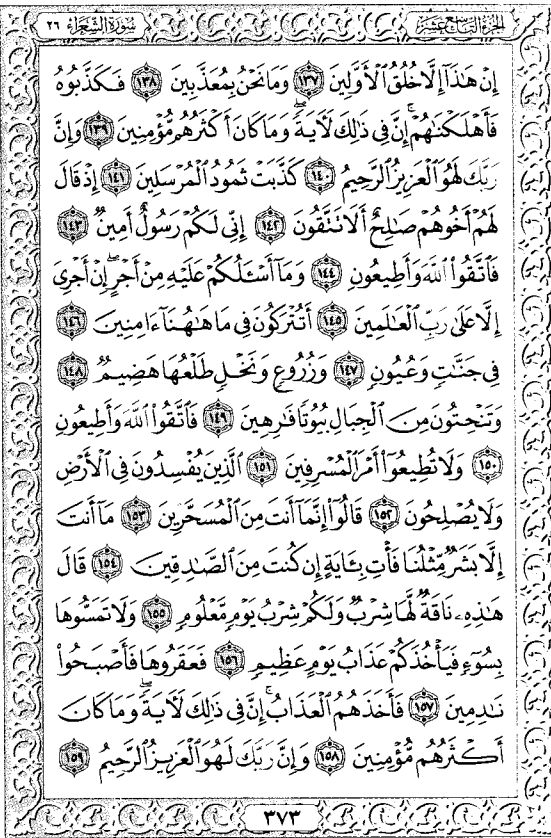 الجزء التاسع عشر سورة الشعراء ٢٦
إِنْ هَٰذَآ إِلَّا خُلُقُ ٱلْأَوَّلِينَ ١٣٧ وَمَا نَحْنُ بِمُعَذَّبِينَ ١٣٨ فَكَذَّبُوهُ
فَأَهْلَكْنَٰهُمْ ۗ إِنَّ فِى ذَٰلِكَ لَءَايَةً ۖ وَمَا كَانَ أَكْثَرُهُم مُّؤْمِنِينَ ١٣٩ وَإِنَّ
رَبَّكَ لَهُوَ ٱلْعَزِيزُ ٱلرَّحِيمُ ١٤٠ كَذَّبَتْ ثَمُودُ ٱلْمُرْسَلِينَ ١٤١ إِذْ قَالَ
لَهُمْ أَخُوهُمْ صَٰلِحٌ أَلَا تَتَّقُونَ ١٤٢ إِنِّى لَكُمْ رَسُولٌ أَمِينٌ ١٤٣
فَٱتَّقُوا۟ ٱللَّهَ وَأَطِيعُونِ ١٤٤ وَمَآ أَسْـَٔلُكُمْ عَلَيْهِ مِنْ أَجْرٍ ۖ إِنْ أَجْرِىَ
إِلَّا عَلَىٰ رَبِّ ٱلْعَٰلَمِينَ ١٤٥ أَتُتْرَكُونَ فِى مَا هَٰهُنَآ ءَامِنِينَ ١٤٦
فِى جَنَّٰتٍ وَعُيُونٍ ١٤٧ وَزُرُوعٍ وَنَخْلٍ طَلْعُهَا هَضِيمٌ ١٤٨
وَتَنْحِتُونَ مِنَ ٱلْجِبَالِ بُيُوتًا فَٰرِهِينَ ١٤٩ فَٱتَّقُوا۟ ٱللَّهَ وَأَطِيعُونِ
١٥٠ وَلَا تُطِيعُوٓا۟ أَمْرَ ٱلْمُسْرِفِينَ ١٥١ ٱلَّذِينَ يُفْسِدُونَ فِى ٱلْأَرْضِ
وَلَا يُصْلِحُونَ ١٥٢ قَالُوٓا۟ إِنَّمَآ أَنتَ مِنَ ٱلْمُسَحَّرِينَ ١٥٣ مَآ أَنتَ
إِلَّا بَشَرٌ مِّثْلُنَا فَأْتِ بِـَٔايَةٍ إِن كُنتَ مِنَ ٱلصَّٰدِقِينَ ١٥٤ قَالَ
هَٰذِهِۦ نَاقَةٌ لَّهَا شِرْبٌ وَلَكُمْ شِرْبُ يَوْمٍ مَّعْلُومٍ ١٥٥ وَلَا تَمَسُّوهَا
بِسُوٓءٍ فَيَأْخُذَكُمْ عَذَابُ يَوْمٍ عَظِيمٍ ١٥٦ فَعَقَرُوهَا فَأَصْبَحُوا۟
نَٰدِمِينَ ١٥٧ فَأَخَذَهُمُ ٱلْعَذَابُ ۗ إِنَّ فِى ذَٰلِكَ لَءَايَةً ۖ وَمَا كَانَ
أَكْثَرُهُم مُّؤْمِنِينَ ١٥٨ وَإِنَّ رَبَّكَ لَهُوَ ٱلْعَزِيزُ ٱلرَّحِيمُ ١٥٩
٣٧٣